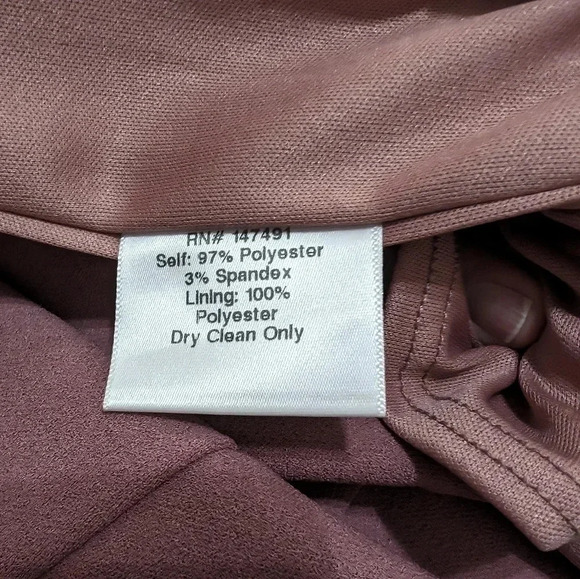 RN# 147491
Self: 97% Polyester
3% Spandex
Lining: 100%
Polyester
Dry Clean Only